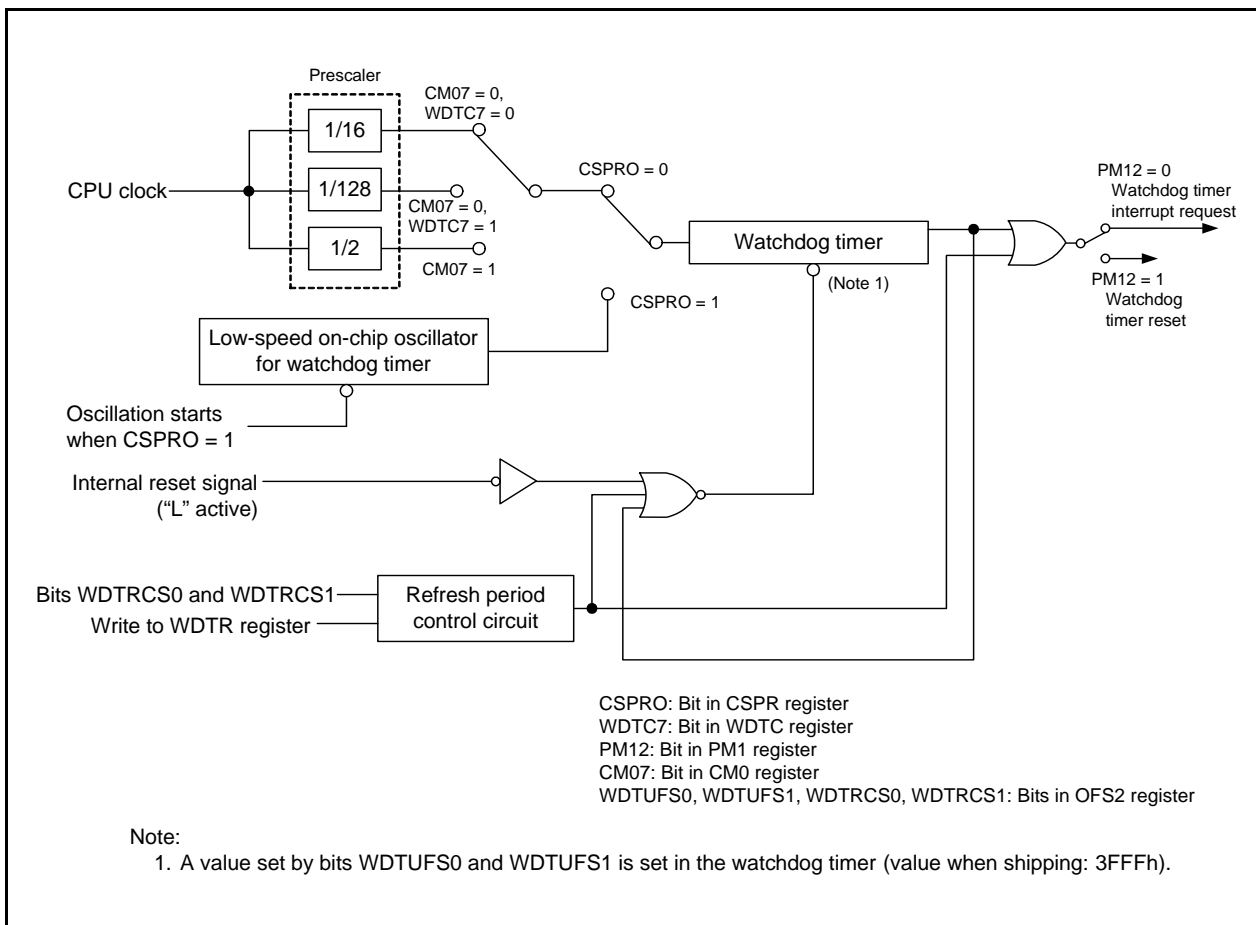 Prescaler
CM07 = 0,
WDTC7 = 0
1/16
CSPRO = 0
PM12 = 0
Watchdog timer
interrupt request
CPU clock
1/128
CM07 = 0,
WDTC7 = 1
1/2
CM07 = 1
Watchdog timer
(Note 1)
PM12 = 1
Watchdog
timer reset
CSPRO = 1
Low-speed on-chip oscillator
for watchdog timer
Oscillation starts
when CSPRO = 1
Internal reset signal
(“L” active)
Bits WDTRCS0 and WDTRCS1
Write to WDTR register
Refresh period
control circuit
CSPRO: Bit in CSPR register
WDTC7: Bit in WDTC register
PM12: Bit in PM1 register
CM07: Bit in CM0 register
WDTUFS0, WDTUFS1, WDTRCS0, WDTRCS1: Bits in OFS2 register
Note:
1. A value set by bits WDTUFS0 and WDTUFS1 is set in the watchdog timer (value when shipping: 3FFFh).